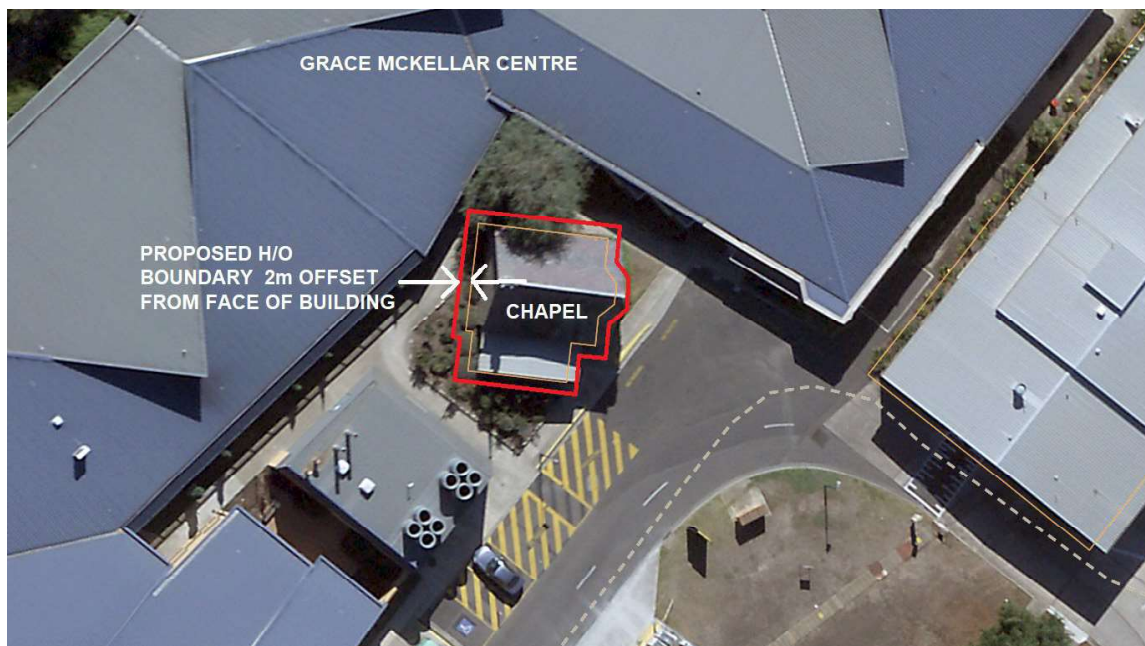 GRACE MCKELLAR CENTRE
PROPOSED H/O
BOUNDARY 2m OFFSET
FROM FACE OF BUILDING
CHAPEL